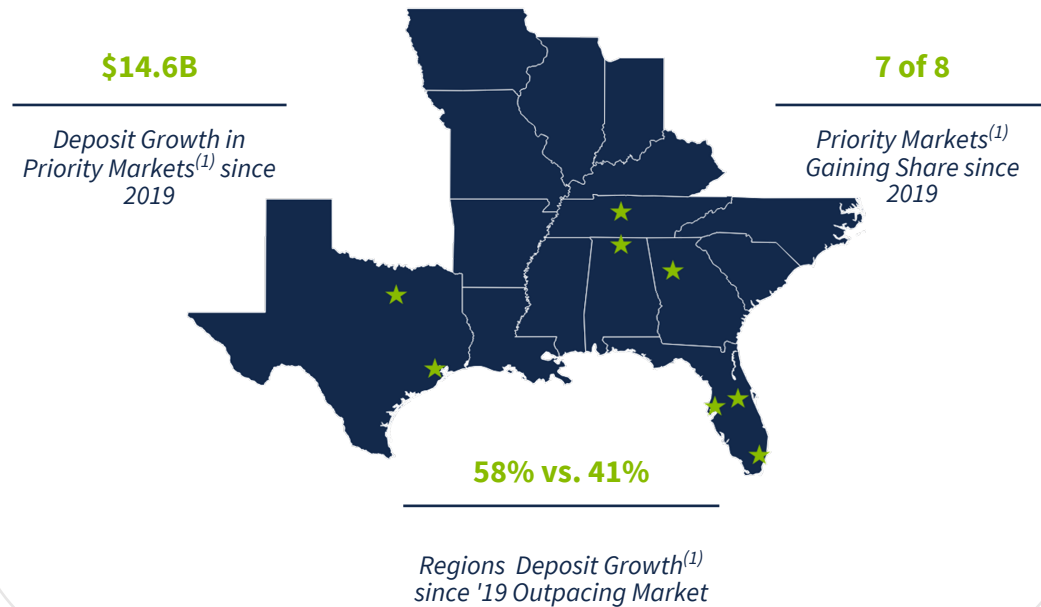 $14.6B
Deposit Growth in
Priority Markets(1) since
2019
7 of 8
Priority Markets(1)
Gaining Share since
2019
58% vs. 41%
Regions Deposit Growth(1)
since '19 Outpacing Market